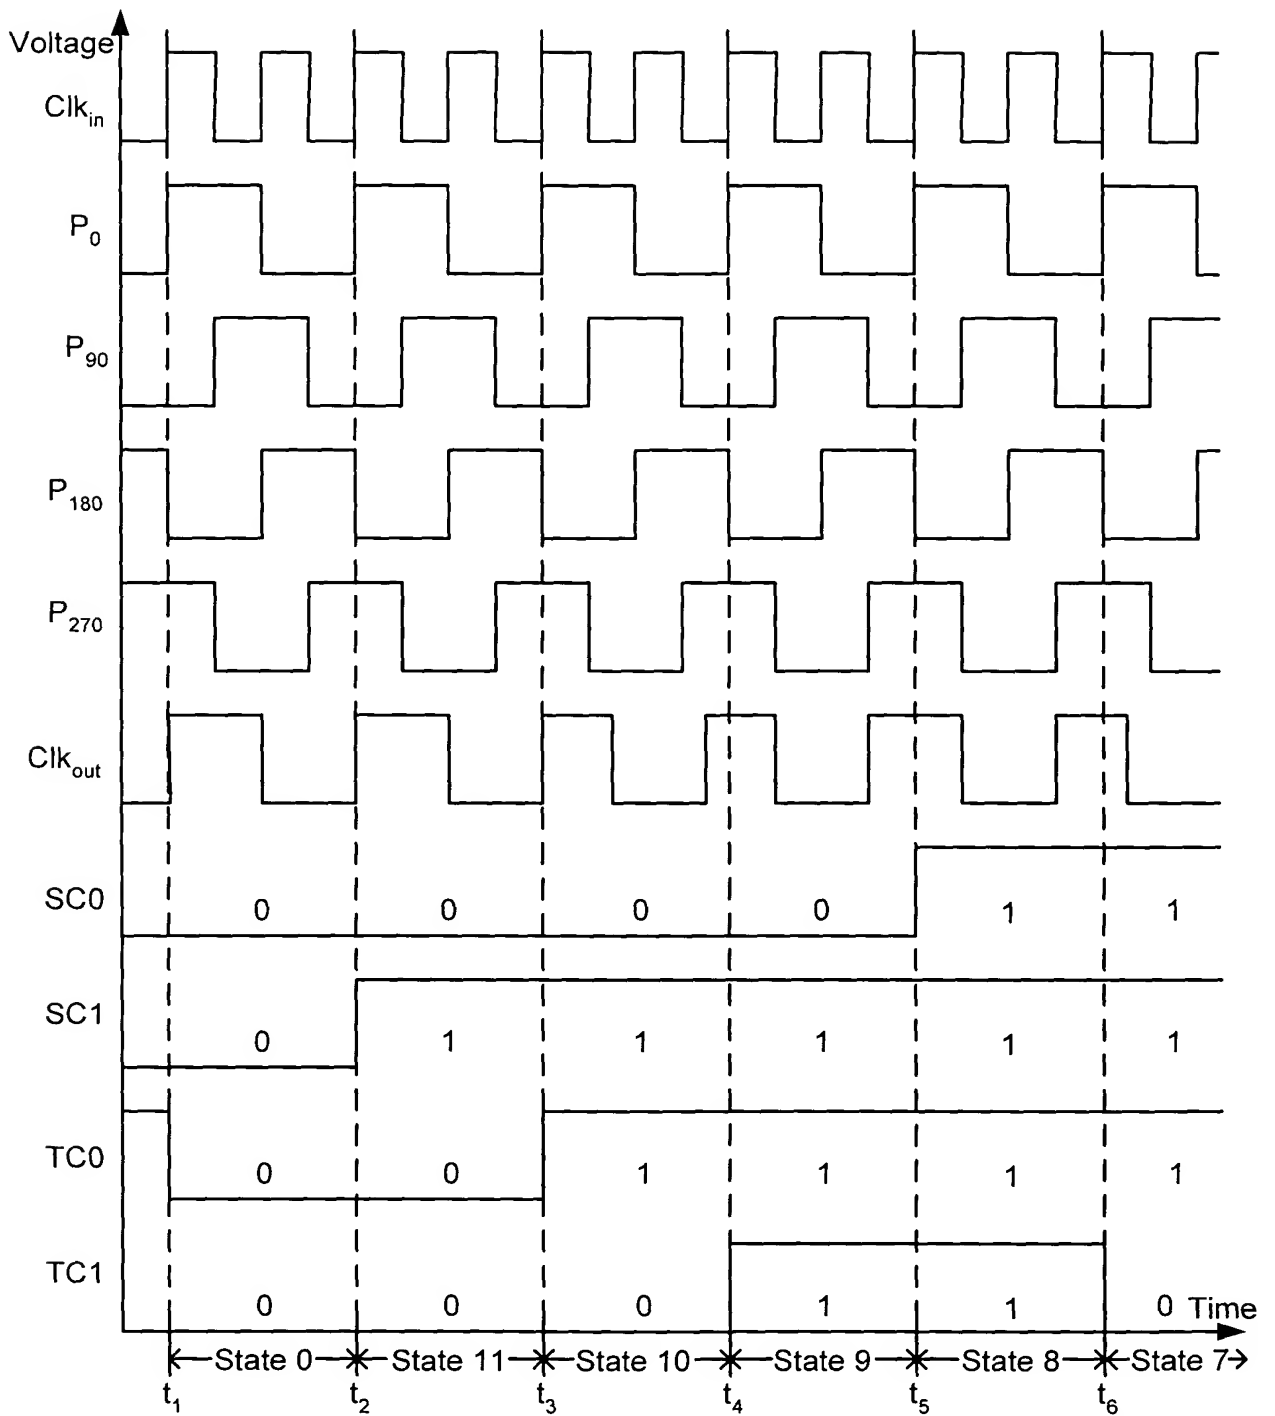 Voltage
Clk_in
P_0
P_90
P_180
P_270
Clk_out
SC0 0 0 0 0 1 1
SC1 0 1 1 1 1 1
TC0 0 0 1 1 1 1
TC1 0 0 0 1 1 0 Time
State 0 State 11 State 10 State 9 State 8 State 7
t_1 t_2 t_3 t_4 t_5 t_6